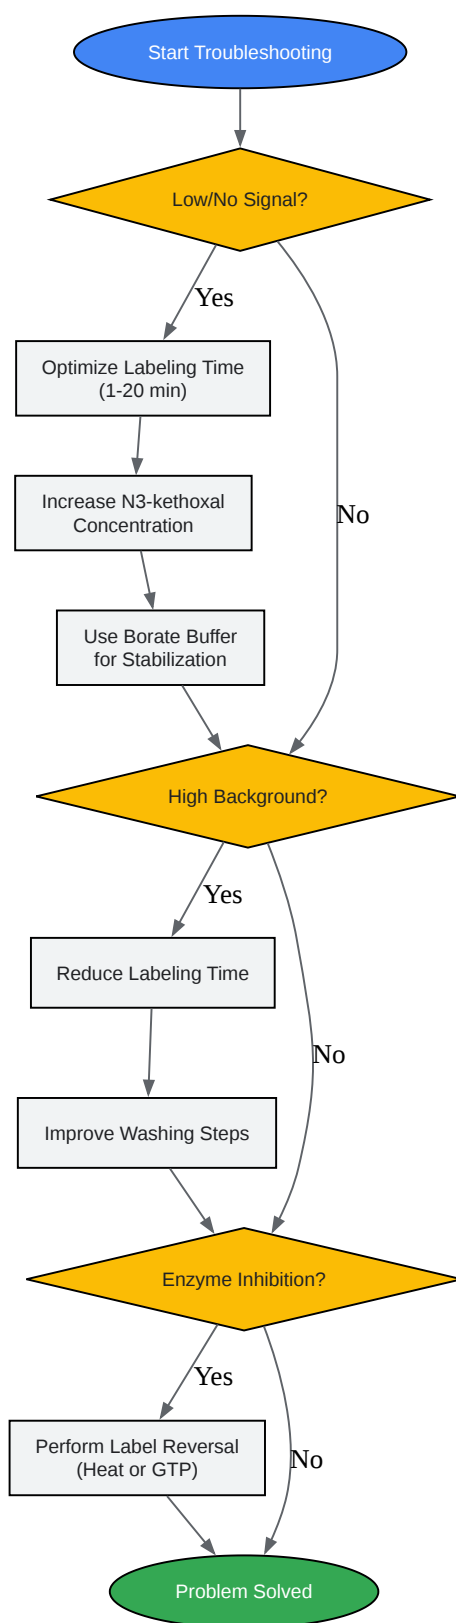 Start Troubleshooting
Low/No Signal?
Yes
Optimize Labeling Time
(1-20 min)
Increase N3-kethoxal
Concentration
No
Use Borate Buffer
for Stabilization
High Background?
Yes
Reduce Labeling Time
No
Improve Washing Steps
Enzyme Inhibition?
Yes
Perform Label Reversal
(Heat or GTP)
No
Problem Solved